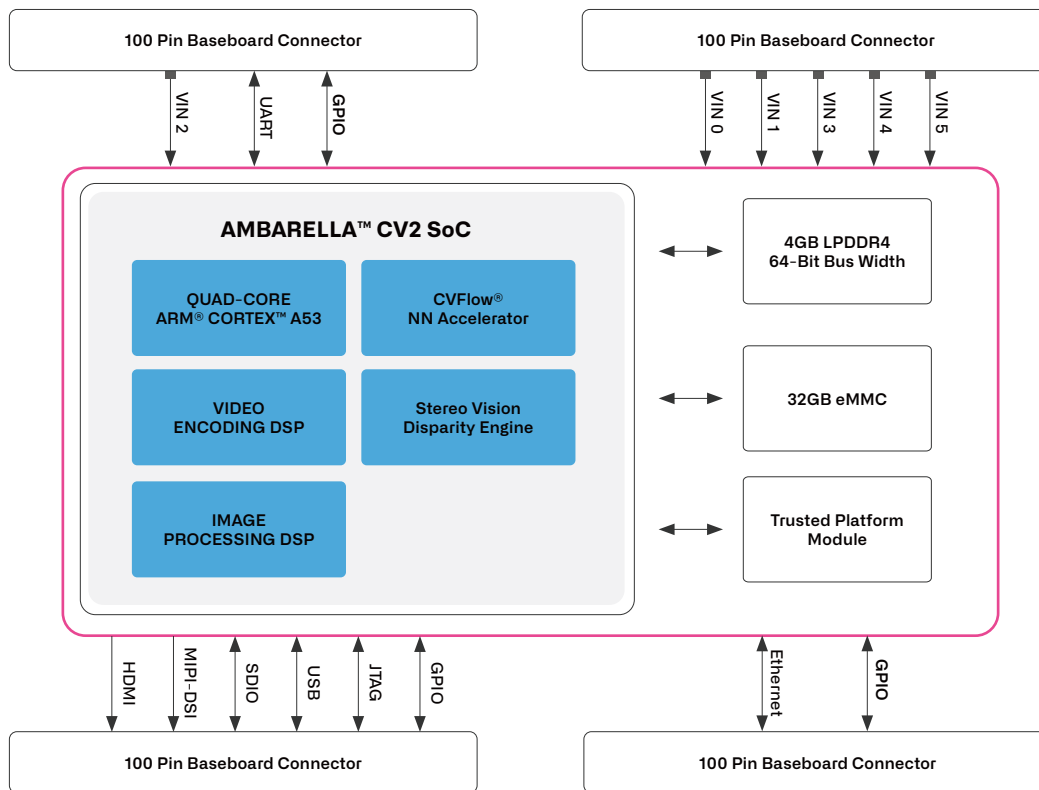 100 Pin Baseboard Connector
100 Pin Baseboard Connector
VIN 2
UART
GPIO
VIN 0
VIN 1
VIN 3
VIN 4
VIN 5
AMBARELLA™ CV2 SoC
QUAD-CORE
ARM® CORTEX™ A53
CVFlow®
NN Accelerator
VIDEO
ENCODING DSP
Stereo Vision
Disparity Engine
IMAGE
PROCESSING DSP
4GB LPDDR4
64-Bit Bus Width
32GB eMMC
Trusted Platform
Module
HDMI
MIPI-DSI
SDIO
USB
JTAG
GPIO
Ethernet
GPIO
100 Pin Baseboard Connector
100 Pin Baseboard Connector